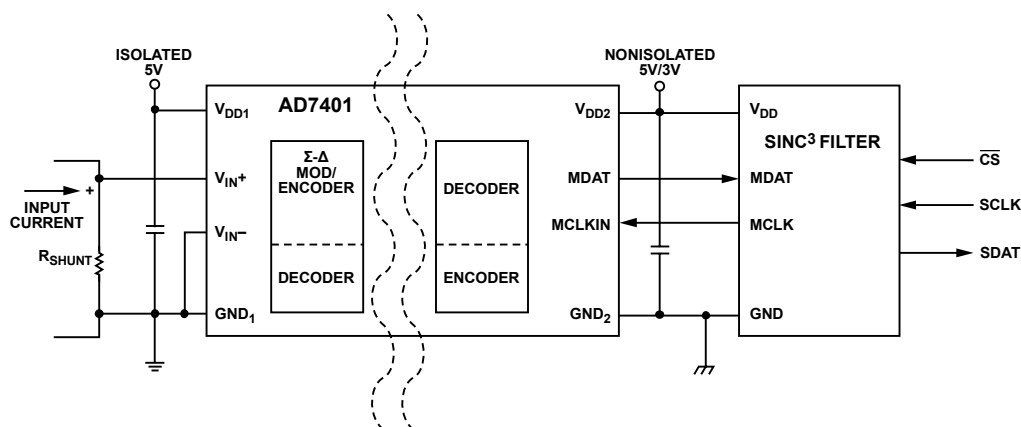 ISOLATED
5V
NONISOLATED
5V/3V
AD7401
VDD1
VIN+
VIN–
GND1
Σ-Δ
MOD/
ENCODER
DECODER
DECODER
ENCODER
VDD2
MDAT
MCLKIN
GND2
VDD
SINC3 FILTER
MDAT
MCLK
GND
CS
SCLK
SDAT
+
INPUT
CURRENT
RSHUNT